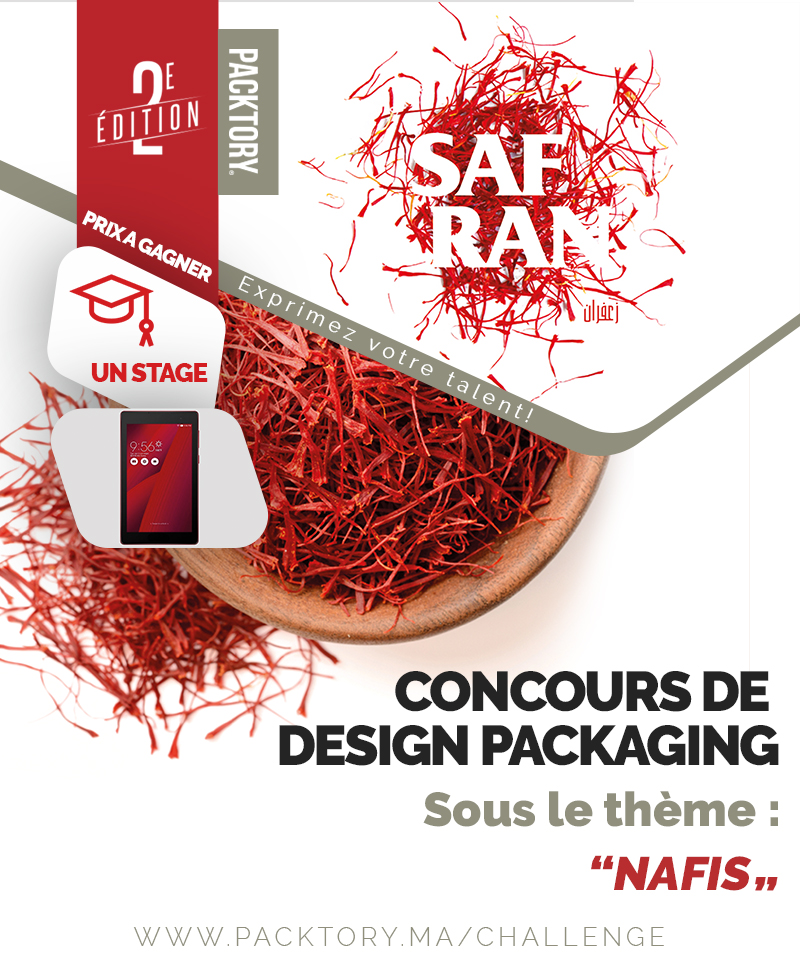 2E
ÉDITION
PACKTORY®
SAF
RAN
زعفران
PRIX A GAGNER
UN STAGE
Exprimez votre talent!
9:56
CONCOURS DE
DESIGN PACKAGING
Sous le thème :
“NAFIS„
WWW.PACKTORY.MA/CHALLENGE